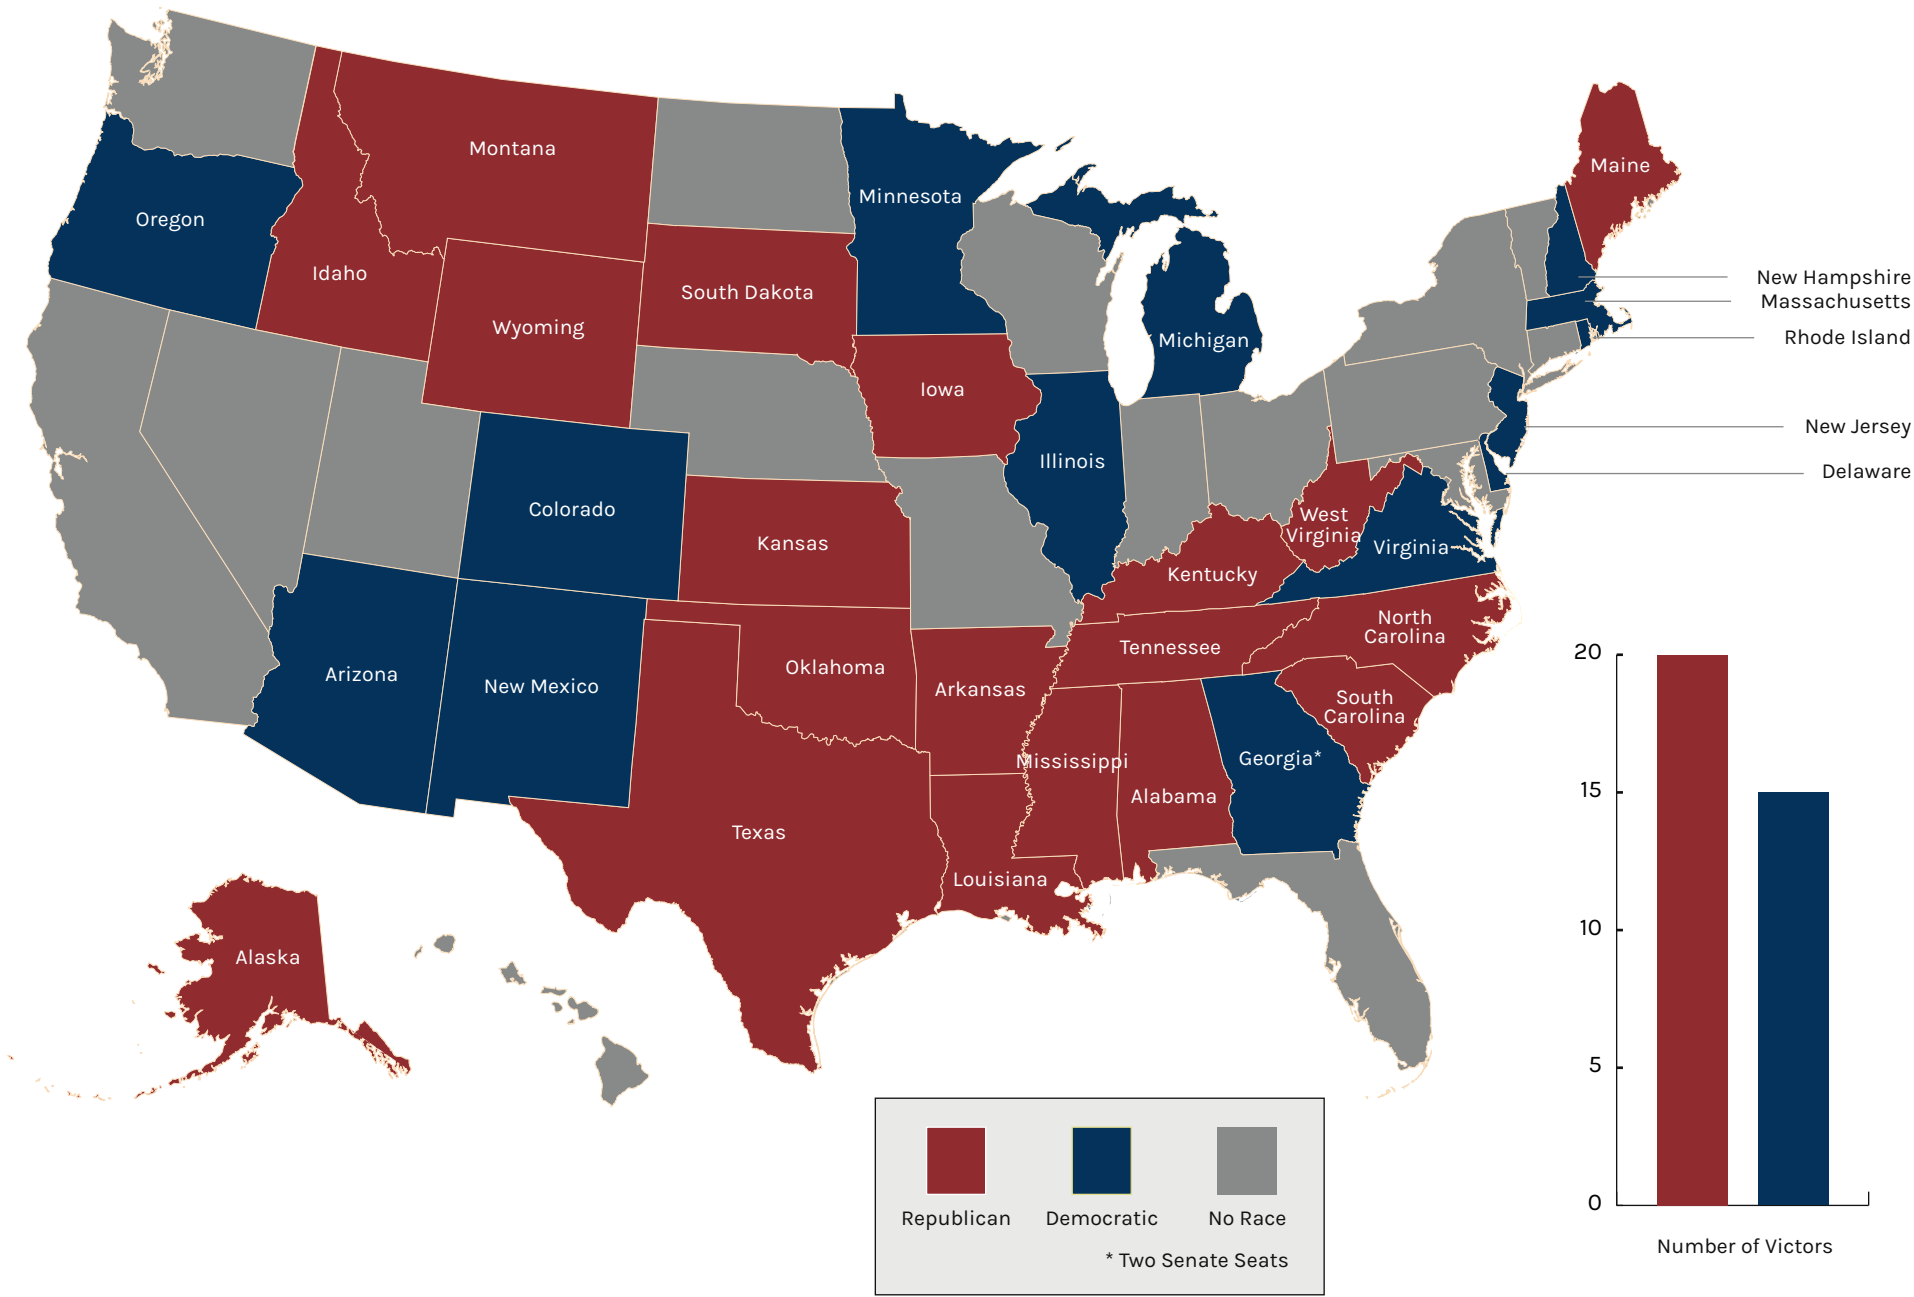 Maine
Montana
Minnesota
Oregon
Idaho
New Hampshire
South Dakota
Massachusetts
Wyoming
Michigan
Rhode Island
Iowa
New Jersey
Illinois
Delaware
Colorado
West
Virginia
Kansas
Virginia
Kentucky
North
Carolina
Tennessee
Oklahoma
Arizona
New Mexico
Arkansas
South
Carolina
Mississippi
Georgia*
Alabama
Texas
Louisiana
Alaska
20
15
10
5
0
Number of Victors
Republican
Democratic
No Race
* Two Senate Seats